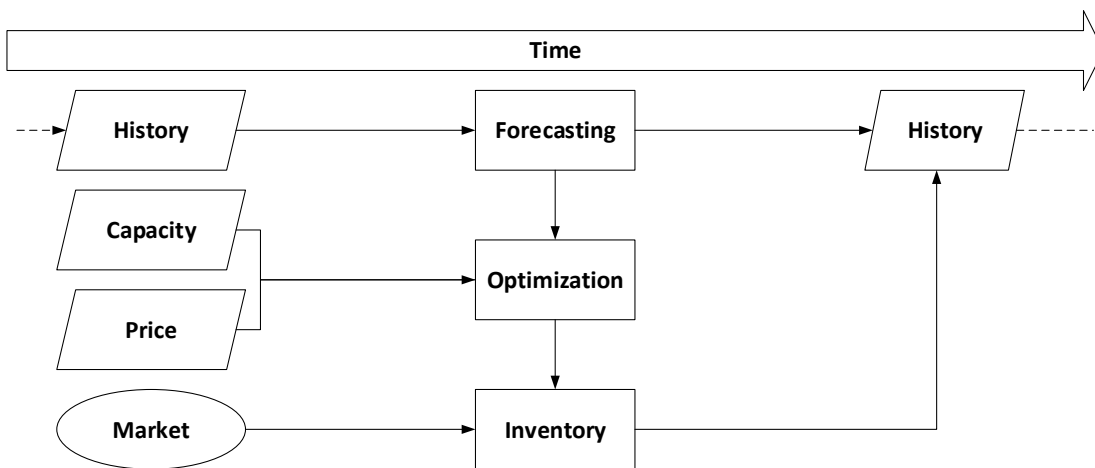 Time
History
Forecasting
History
Capacity
Optimization
Price
Market
Inventory